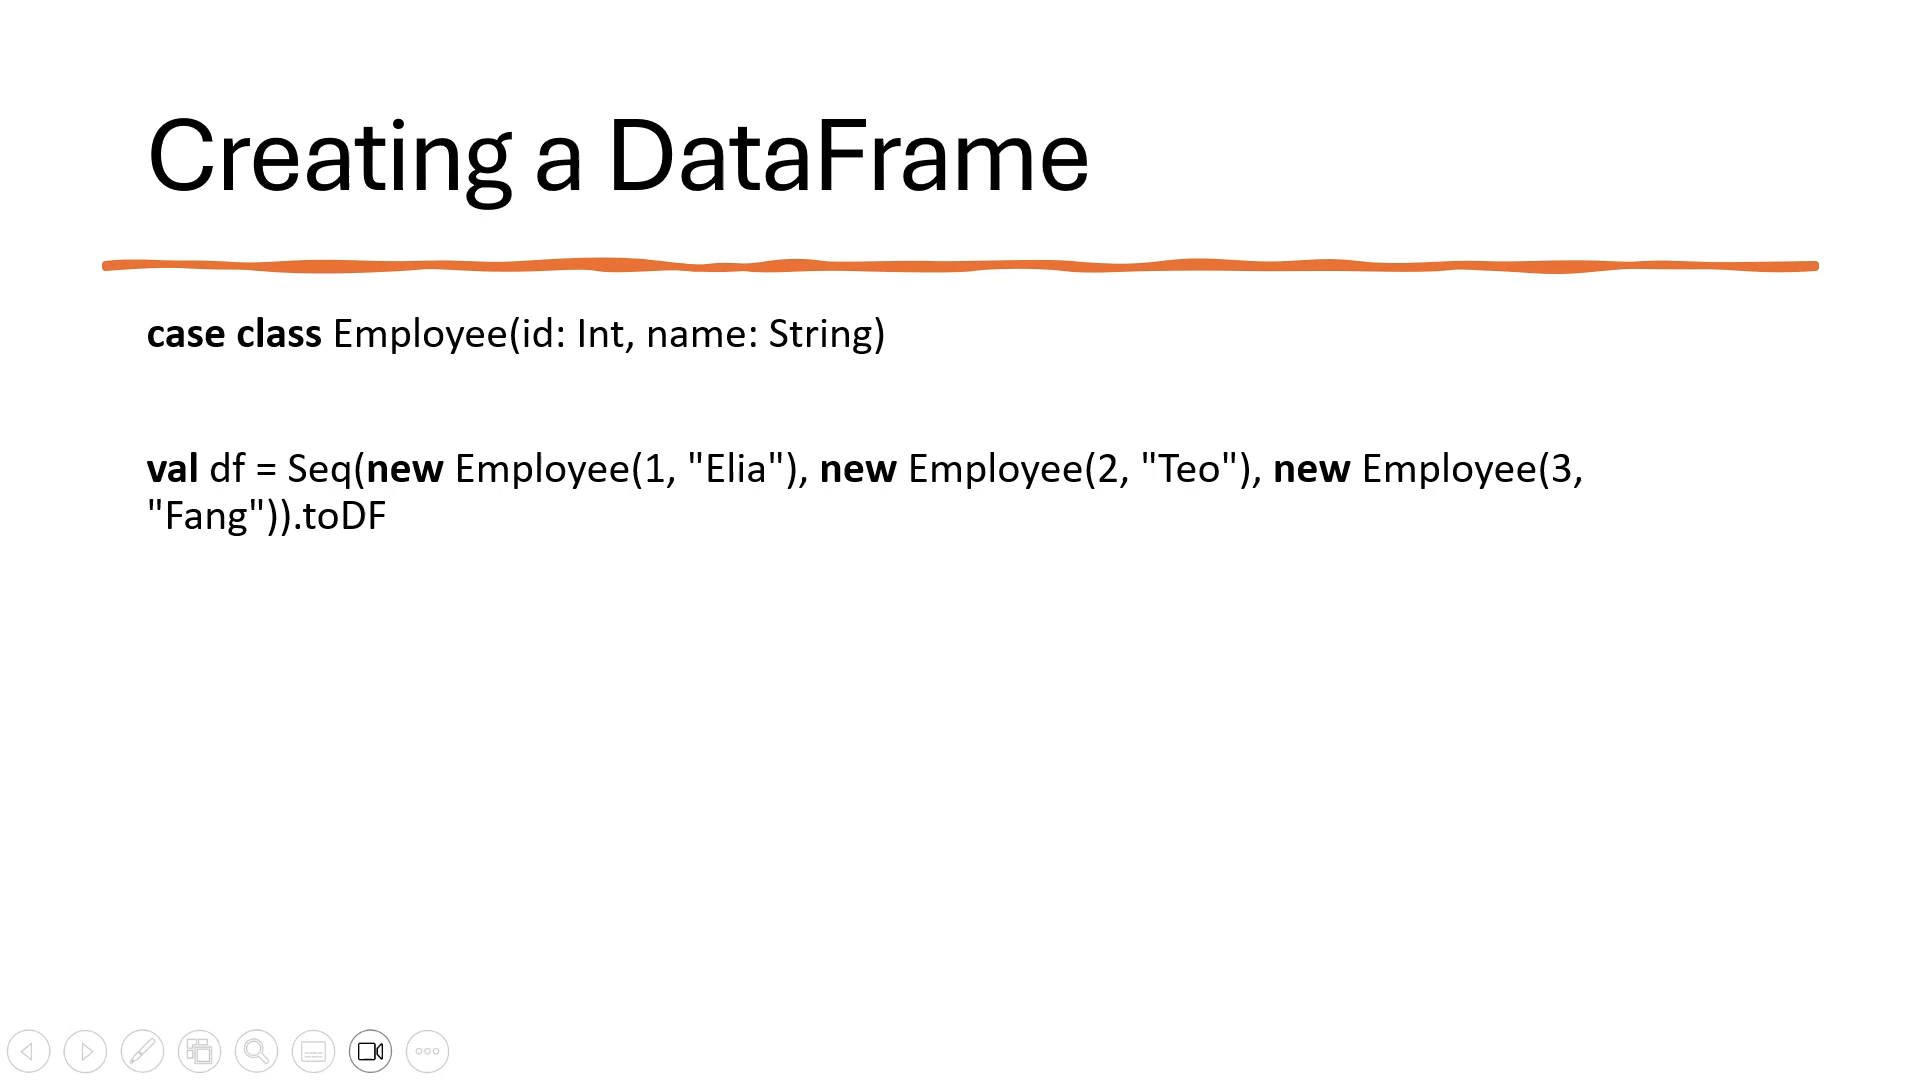 Creating a DataFrame
case class Employee(id: Int, name: String)
val df = Seq(new Employee(1, "Elia"), new Employee(2, "Teo"), new Employee(3,
"Fang")).toDF